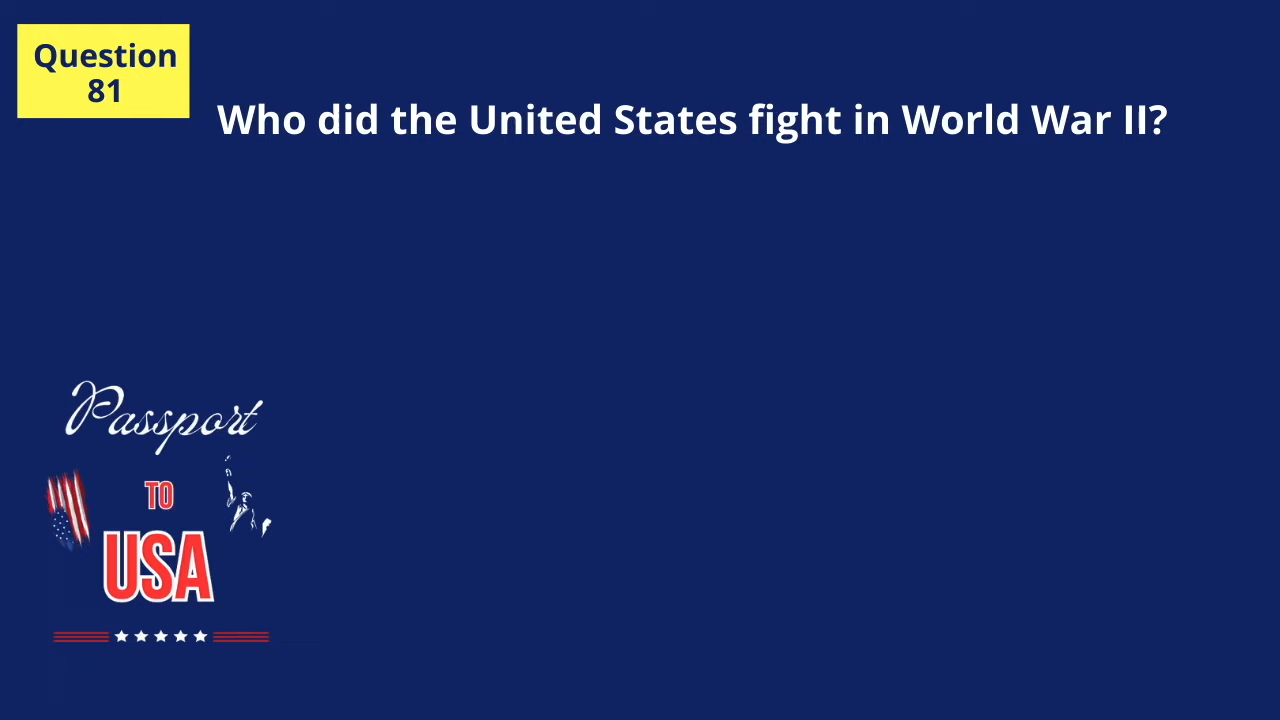 Question
81
Who did the United States fight in World War II?
Passport
TO
USA